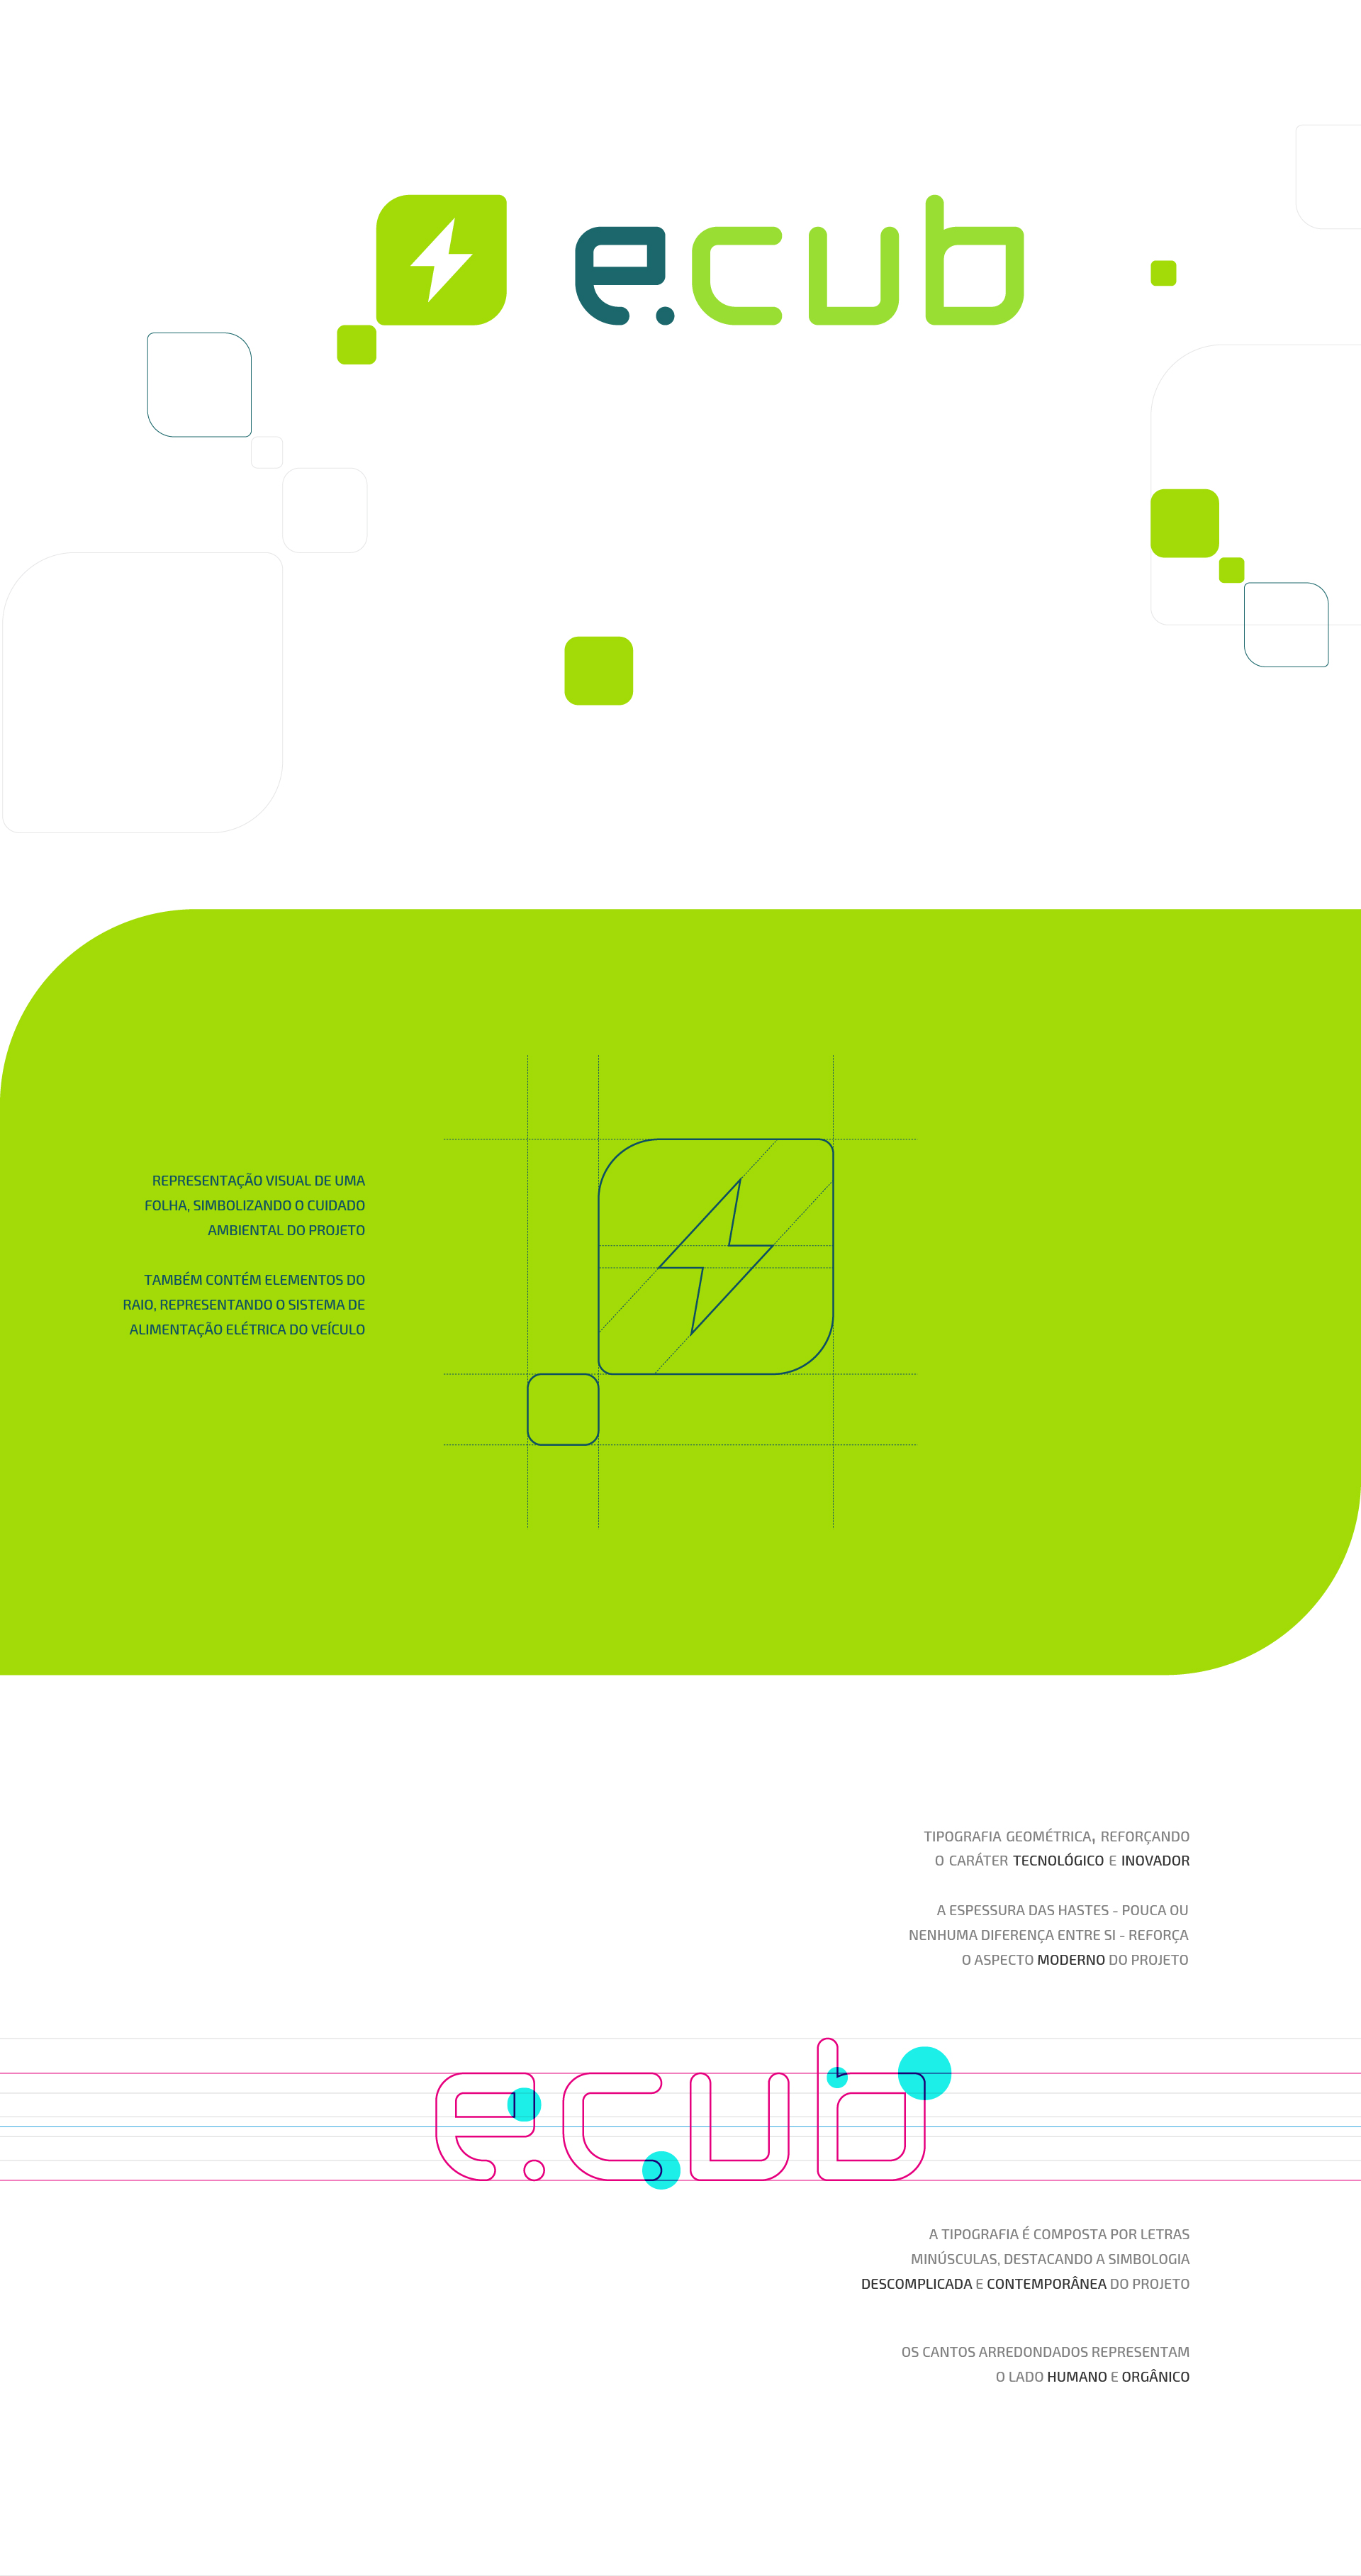 e.cub
REPRESENTAÇÃO VISUAL DE UMA
FOLHA, SIMBOLIZANDO O CUIDADO
AMBIENTAL DO PROJETO
TAMBÉM CONTÉM ELEMENTOS DO
RAIO, REPRESENTANDO O SISTEMA DE
ALIMENTAÇÃO ELÉTRICA DO VEÍCULO
TIPOGRAFIA GEOMÉTRICA, REFORÇANDO
O CARÁTER TECNOLÓGICO E INOVADOR
A ESPESSURA DAS HASTES - POUCA OU
NENHUMA DIFERENÇA ENTRE SI - REFORÇA
O ASPECTO MODERNO DO PROJETO
e.cub
A TIPOGRAFIA É COMPOSTA POR LETRAS
MINÚSCULAS, DESTACANDO A SIMBOLOGIA
DESCOMPLICADA E CONTEMPORÂNEA DO PROJETO
OS CANTOS ARREDONDADOS REPRESENTAM
O LADO HUMANO E ORGÂNICO